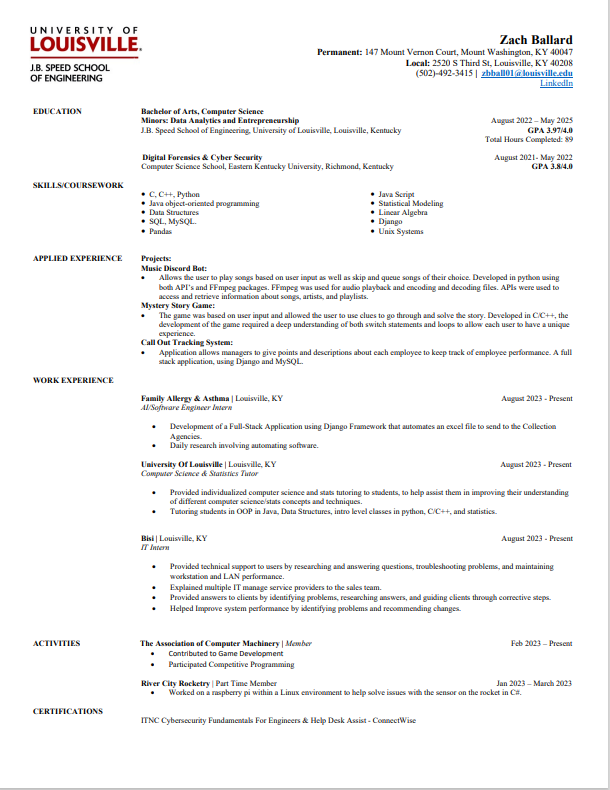 UNIVERSITY OF
LOUISVILLE.
J.B. SPEED SCHOOL
OF ENGINEERING
Zach Ballard
Permanent: 147 Mount Vernon Court, Mount Washington, KY 40047
Local: 2520 S Third St, Louisville, KY 40208
(502)-492-3415 | zbball01@louisville.edu
LinkedIn
EDUCATION
Bachelor of Arts, Computer Science
Minors: Data Analytics and Entrepreneurship August 2022 – May 2025
J.B. Speed School of Engineering, University of Louisville, Louisville, Kentucky GPA 3.97/4.0
Total Hours Completed: 89
Digital Forensics & Cyber Security August 2021- May 2022
Computer Science School, Eastern Kentucky University, Richmond, Kentucky GPA 3.8/4.0
SKILLS/COURSEWORK
• C, C++, Python
• Java object-oriented programming
• Data Structures
• SQL, MySQL.
• Pandas
• Java Script
• Statistical Modeling
• Linear Algebra
• Django
• Unix Systems
APPLIED EXPERIENCE
Projects:
Music Discord Bot:
• Allows the user to play songs based on user input as well as skip and queue songs of their choice. Developed in python using
both API's and FFmpeg packages. FFmpeg was used for audio playback and encoding and decoding files. APIs were used to
access and retrieve information about songs, artists, and playlists.
Mystery Story Game:
• The game was based on user input and allowed the user to use clues to go through and solve the story. Developed in C/C++, the
development of the game required a deep understanding of both switch statements and loops to allow each user to have a unique
experience.
Call Out Tracking System:
• Application allows managers to give points and descriptions about each employee to keep track of employee performance. A full
stack application, using Django and MySQL.
WORK EXPERIENCE
Family Allergy & Asthma | Louisville, KY August 2023 - Present
AI/Software Engineer Intern
• Development of a Full-Stack Application using Django Framework that automates an excel file to send to the Collection
Agencies.
• Daily research involving automating software.
University Of Louisville | Louisville, KY August 2023 - Present
Computer Science & Statistics Tutor
• Provided individualized computer science and stats tutoring to students, to help assist them in improving their understanding
of different computer science/stats concepts and techniques.
• Tutoring students in OOP in Java, Data Structures, intro level classes in python, C/C++, and statistics.
Bisi | Louisville, KY August 2023 - Present
IT Intern
• Provided technical support to users by researching and answering questions, troubleshooting problems, and maintaining
workstation and LAN performance.
• Explained multiple IT manage service providers to the sales team.
• Provided answers to clients by identifying problems, researching answers, and guiding clients through corrective steps.
• Helped Improve system performance by identifying problems and recommending changes.
ACTIVITIES
The Association of Computer Machinery | Member Feb 2023 – Present
• Contributed to Game Development
• Participated Competitive Programming
River City Rocketry | Part Time Member Jan 2023 – March 2023
• Worked on a raspberry pi within a Linux environment to help solve issues with the sensor on the rocket in C#.
CERTIFICATIONS
ITNC Cybersecurity Fundamentals For Engineers & Help Desk Assist - ConnectWise